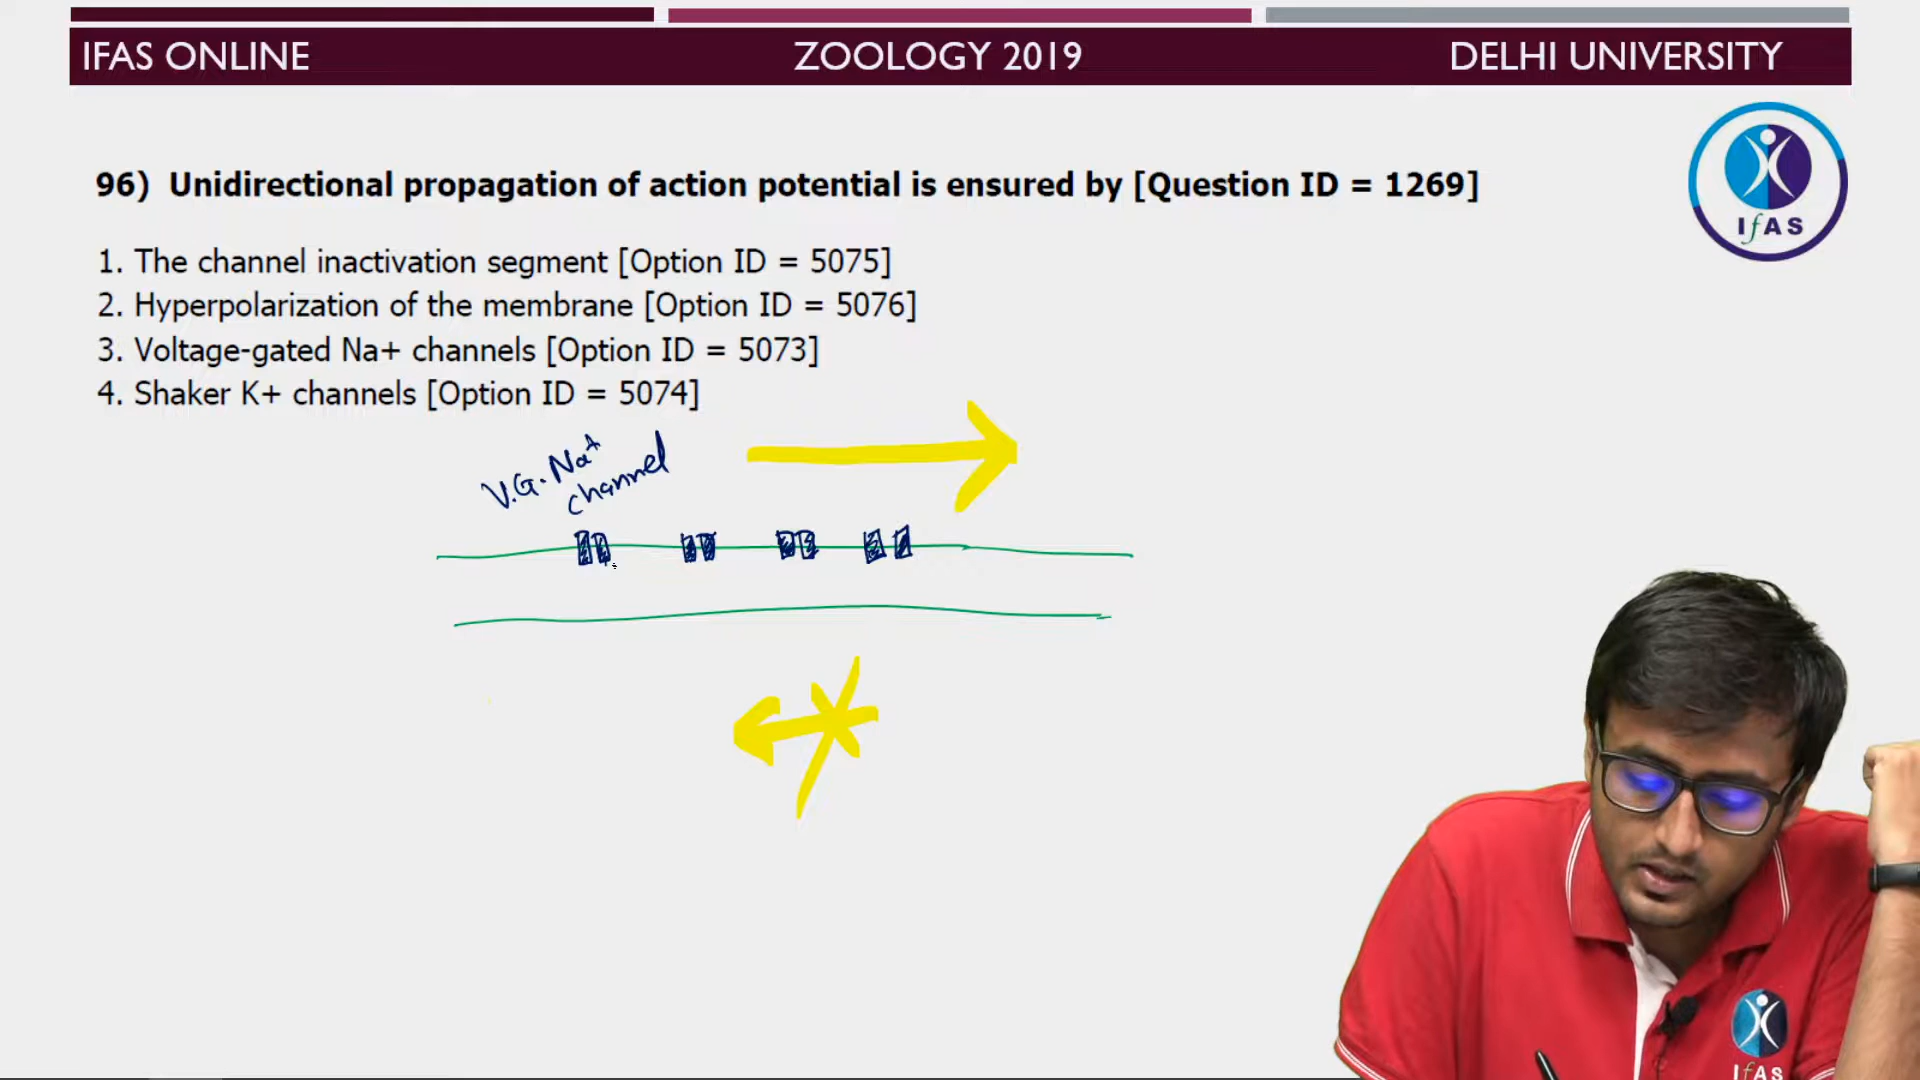 IFAS ONLINE ZOOLOGY 2019 DELHI UNIVERSITY
IfAS
96) Unidirectional propagation of action potential is ensured by [Question ID = 1269]
1. The channel inactivation segment [Option ID = 5075]
2. Hyperpolarization of the membrane [Option ID = 5076]
3. Voltage-gated Na+ channels [Option ID = 5073]
4. Shaker K+ channels [Option ID = 5074]
V.G. Na+
channel
IfAS